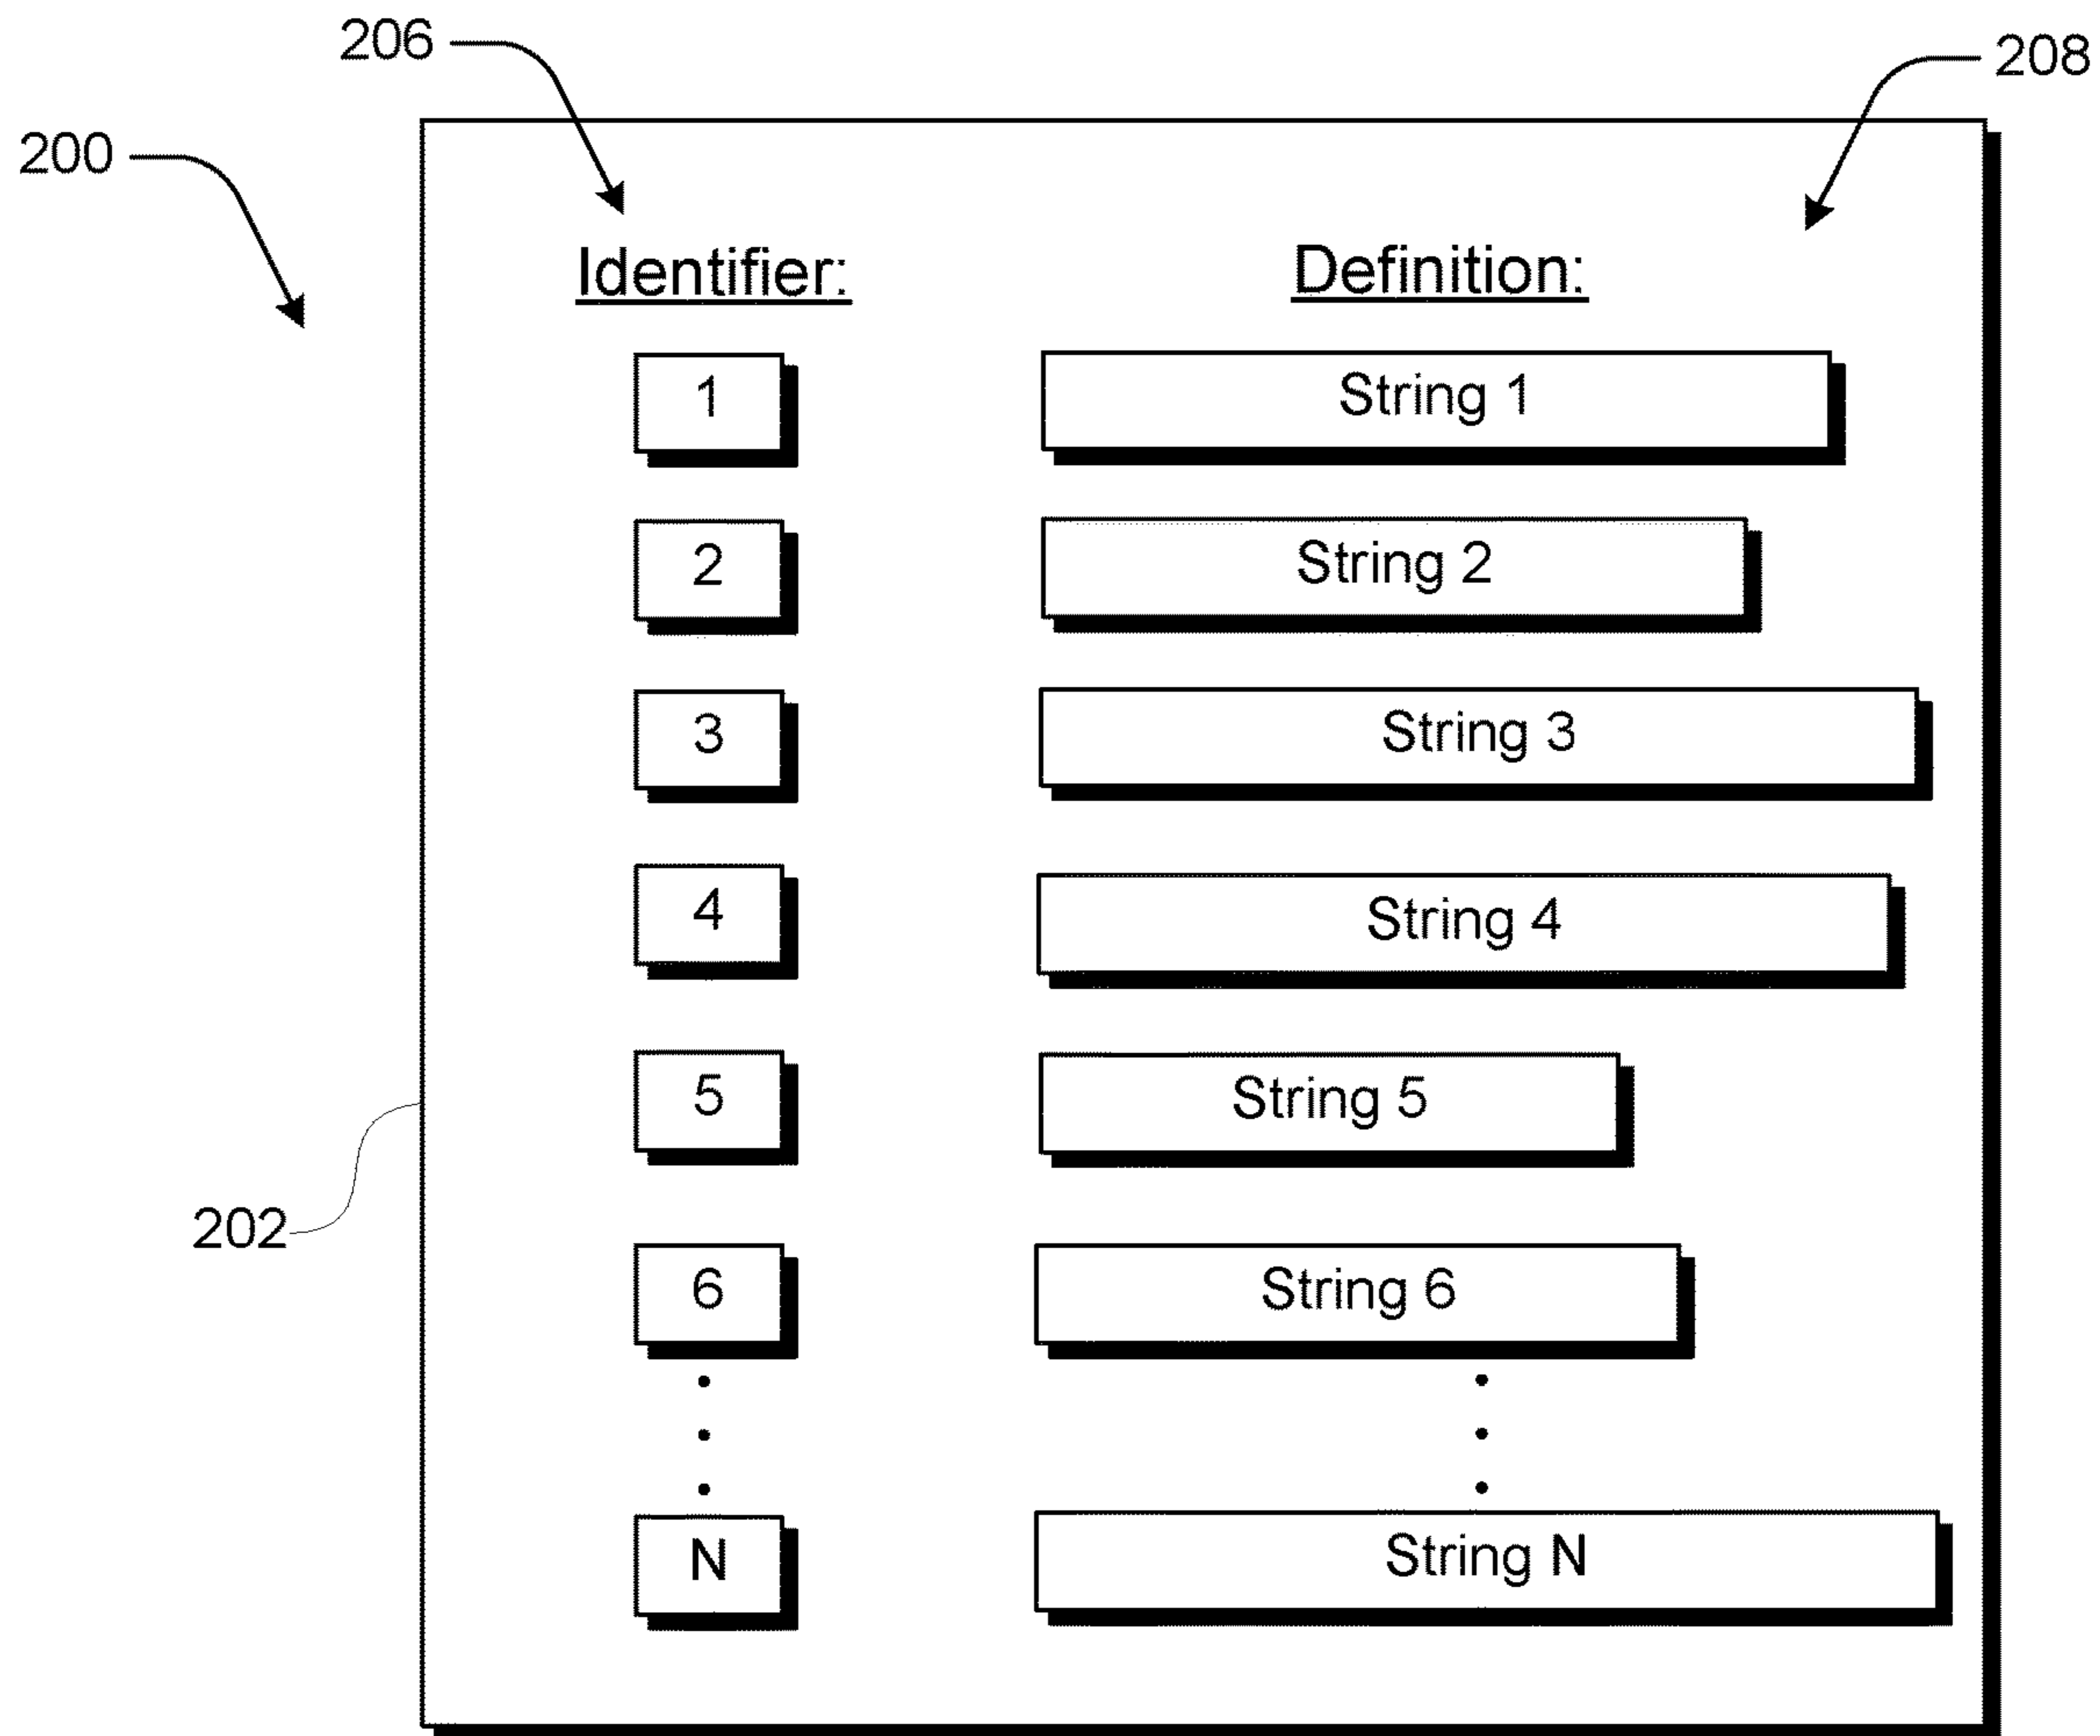 206
208
200
Identifier: Definition:
1 String 1
2 String 2
3 String 3
4 String 4
5 String 5
202
6 String 6
N String N